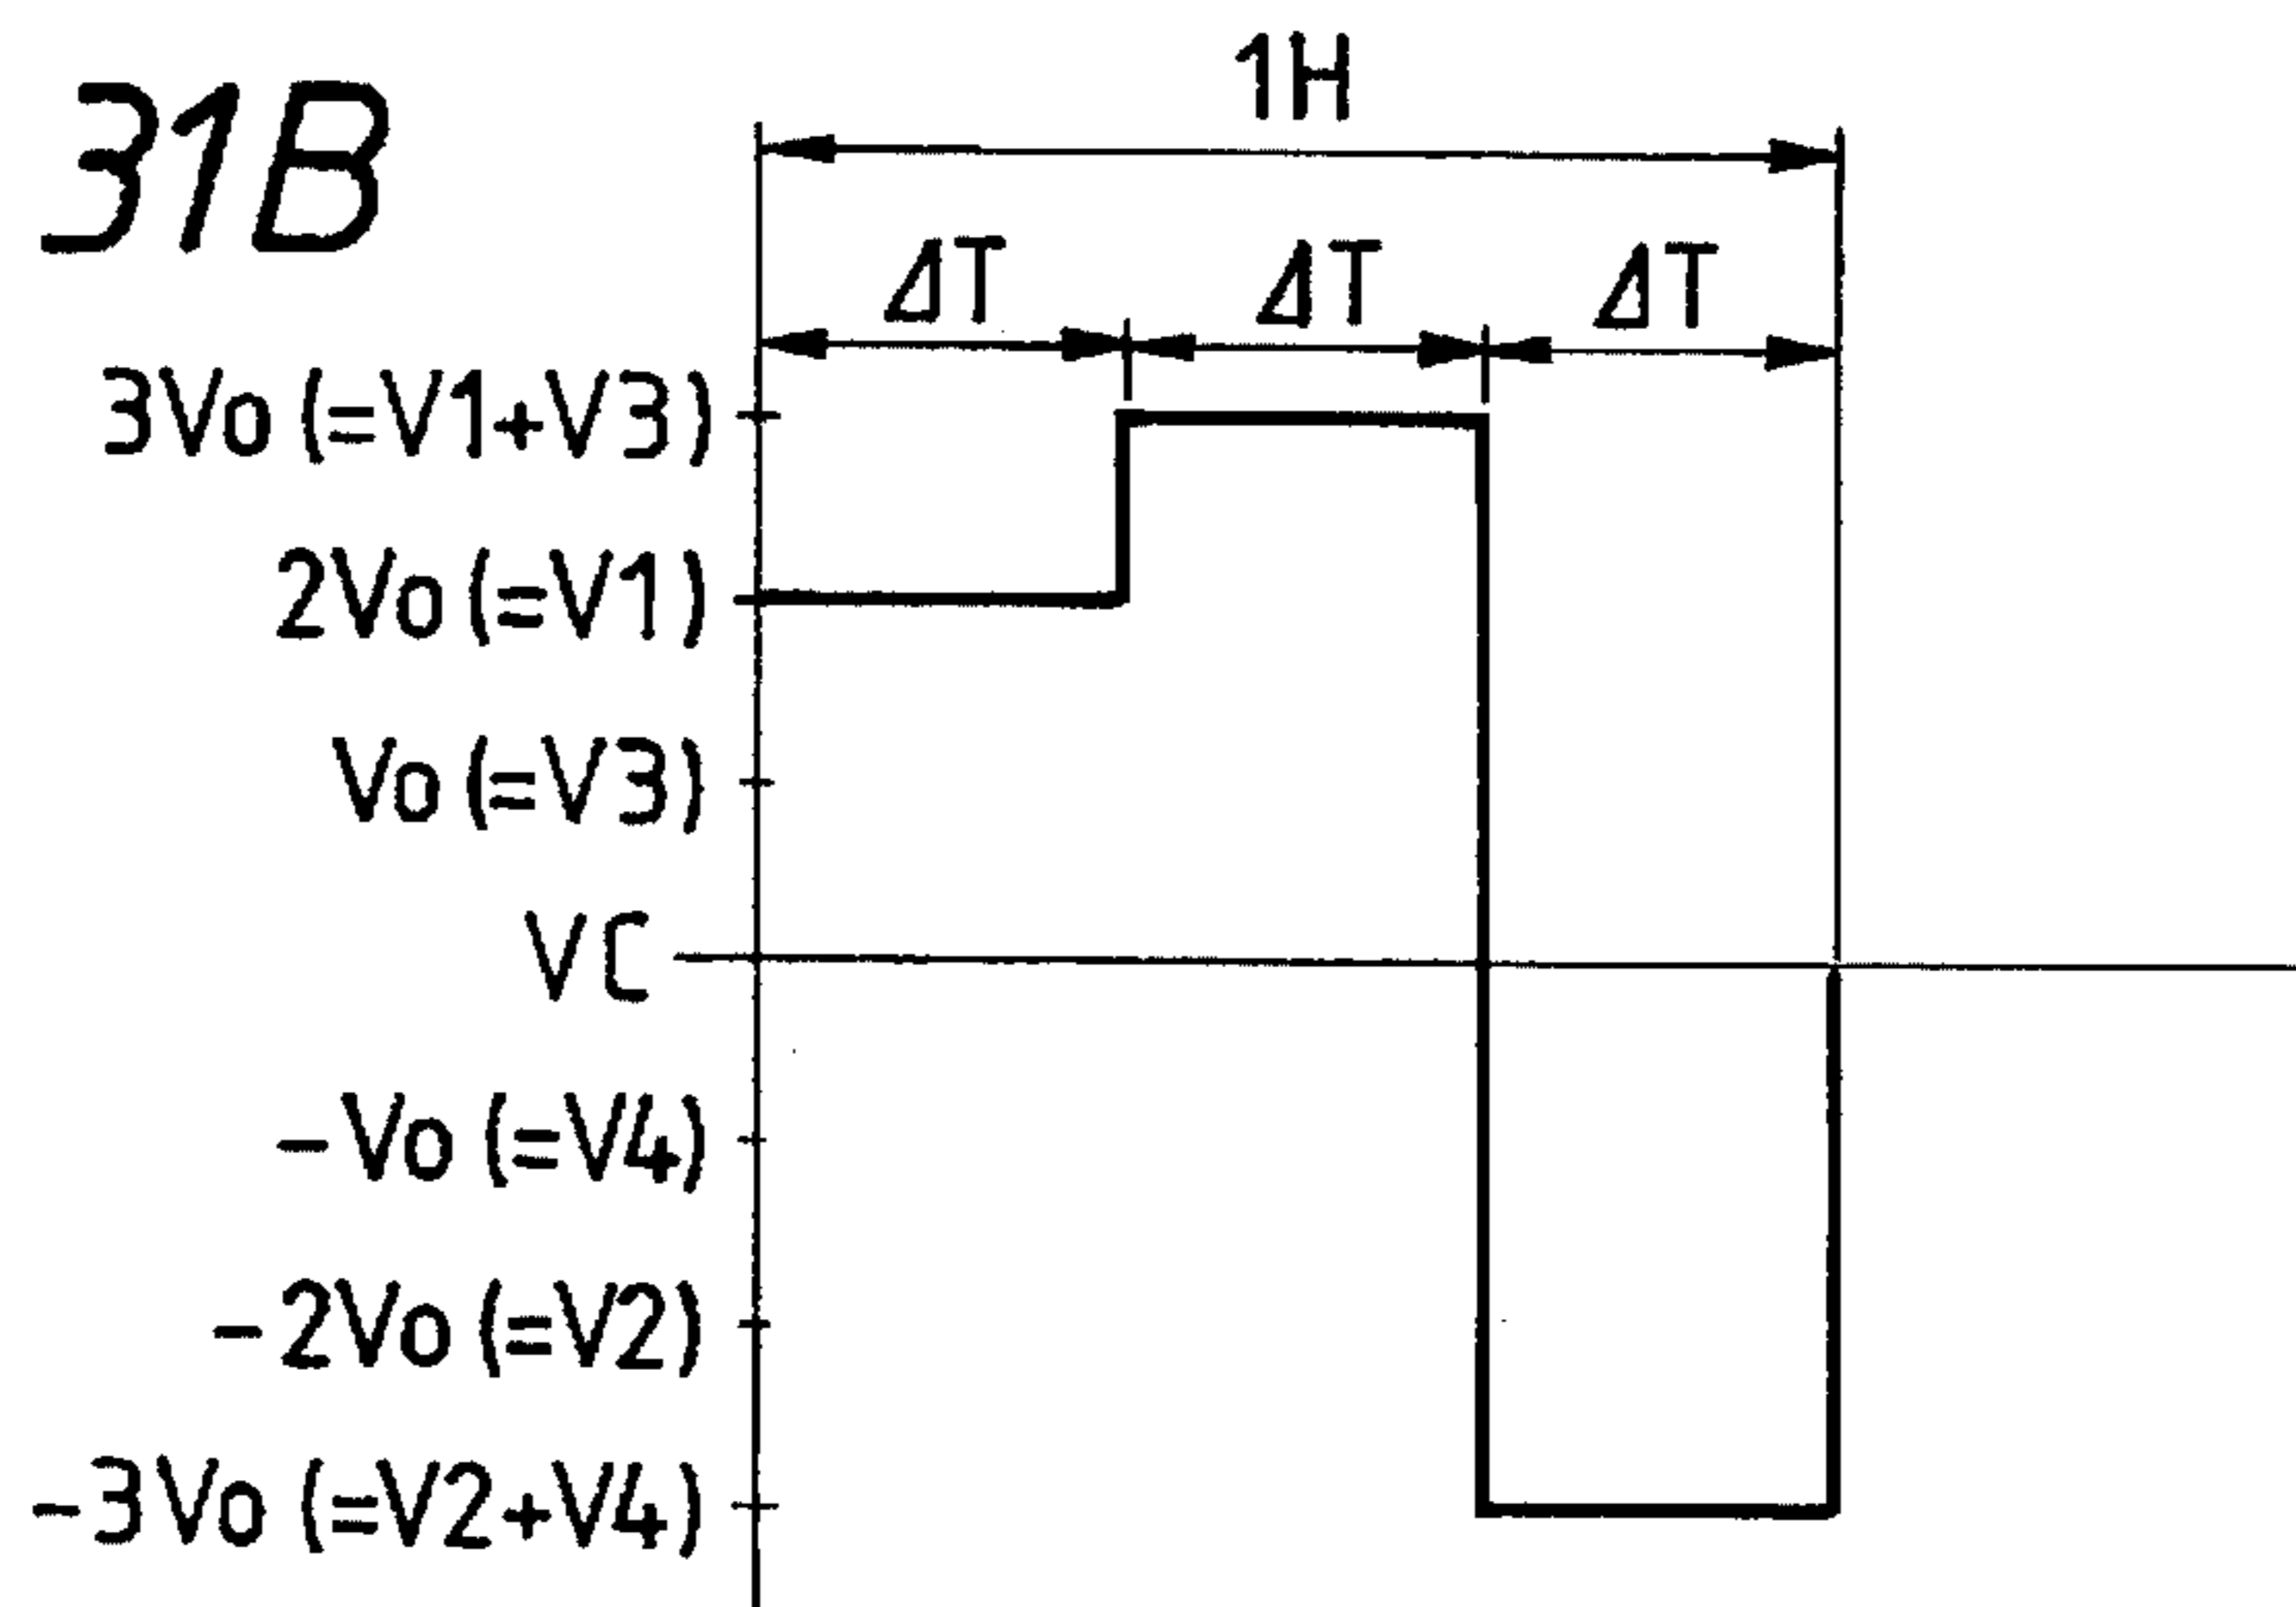 31B
1H
ΔT ΔT ΔT
3Vo (=V1+V3)
2Vo (=V1)
Vo (=V3)
VC
-Vo (=V4)
-2Vo (=V2)
-3Vo (=V2+V4)